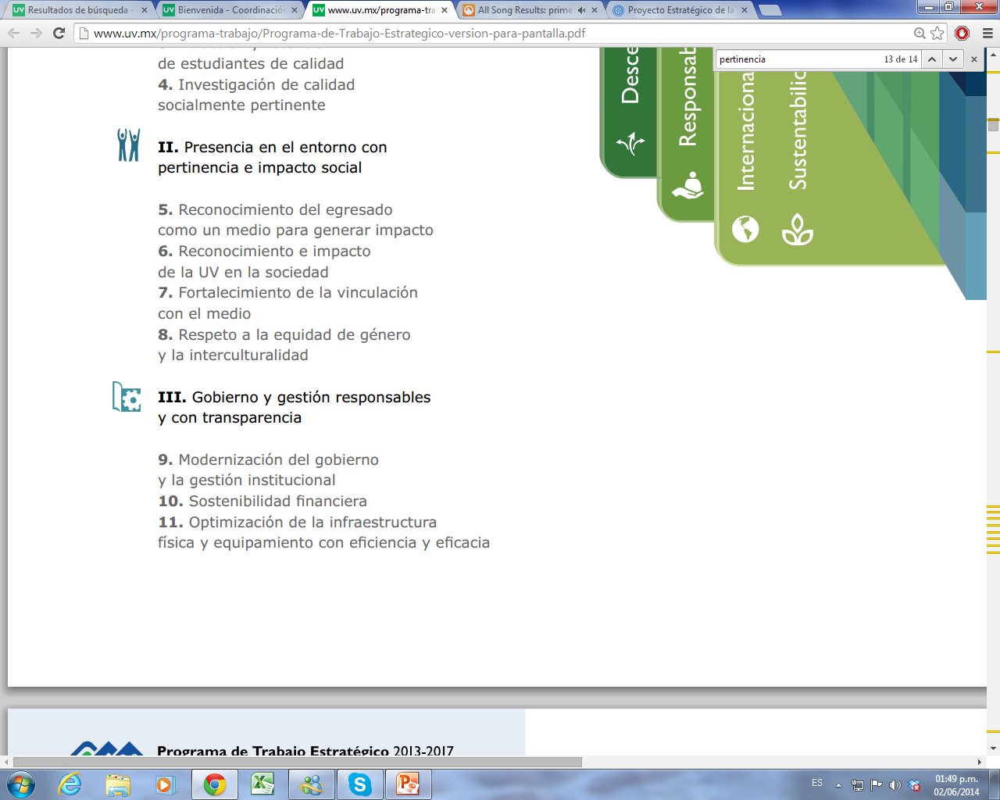 Resultados de búsqueda -
Bienvenida - Coordinació
www.uv.mx/programa-tra
All Song Results: prime
Proyecto Estratégico de la
www.uv.mx/programa-trabajo/Programa-de-Trabajo-Estrategico-version-para-pantalla.pdf
pertinencia 13 de 14
de estudiantes de calidad
4. Investigación de calidad
socialmente pertinente
II. Presencia en el entorno con
pertinencia e impacto social
5. Reconocimiento del egresado
como un medio para generar impacto
6. Reconocimiento e impacto
de la UV en la sociedad
7. Fortalecimiento de la vinculación
con el medio
8. Respeto a la equidad de género
y la interculturalidad
III. Gobierno y gestión responsables
y con transparencia
9. Modernización del gobierno
y la gestión institucional
10. Sostenibilidad financiera
11. Optimización de la infraestructura
física y equipamiento con eficiencia y eficacia
Desce
Responsab
Internaciona
Sustentabilic
Programa de Trabajo Estratégico 2013-2017
ES
01:49 p.m.
02/06/2014